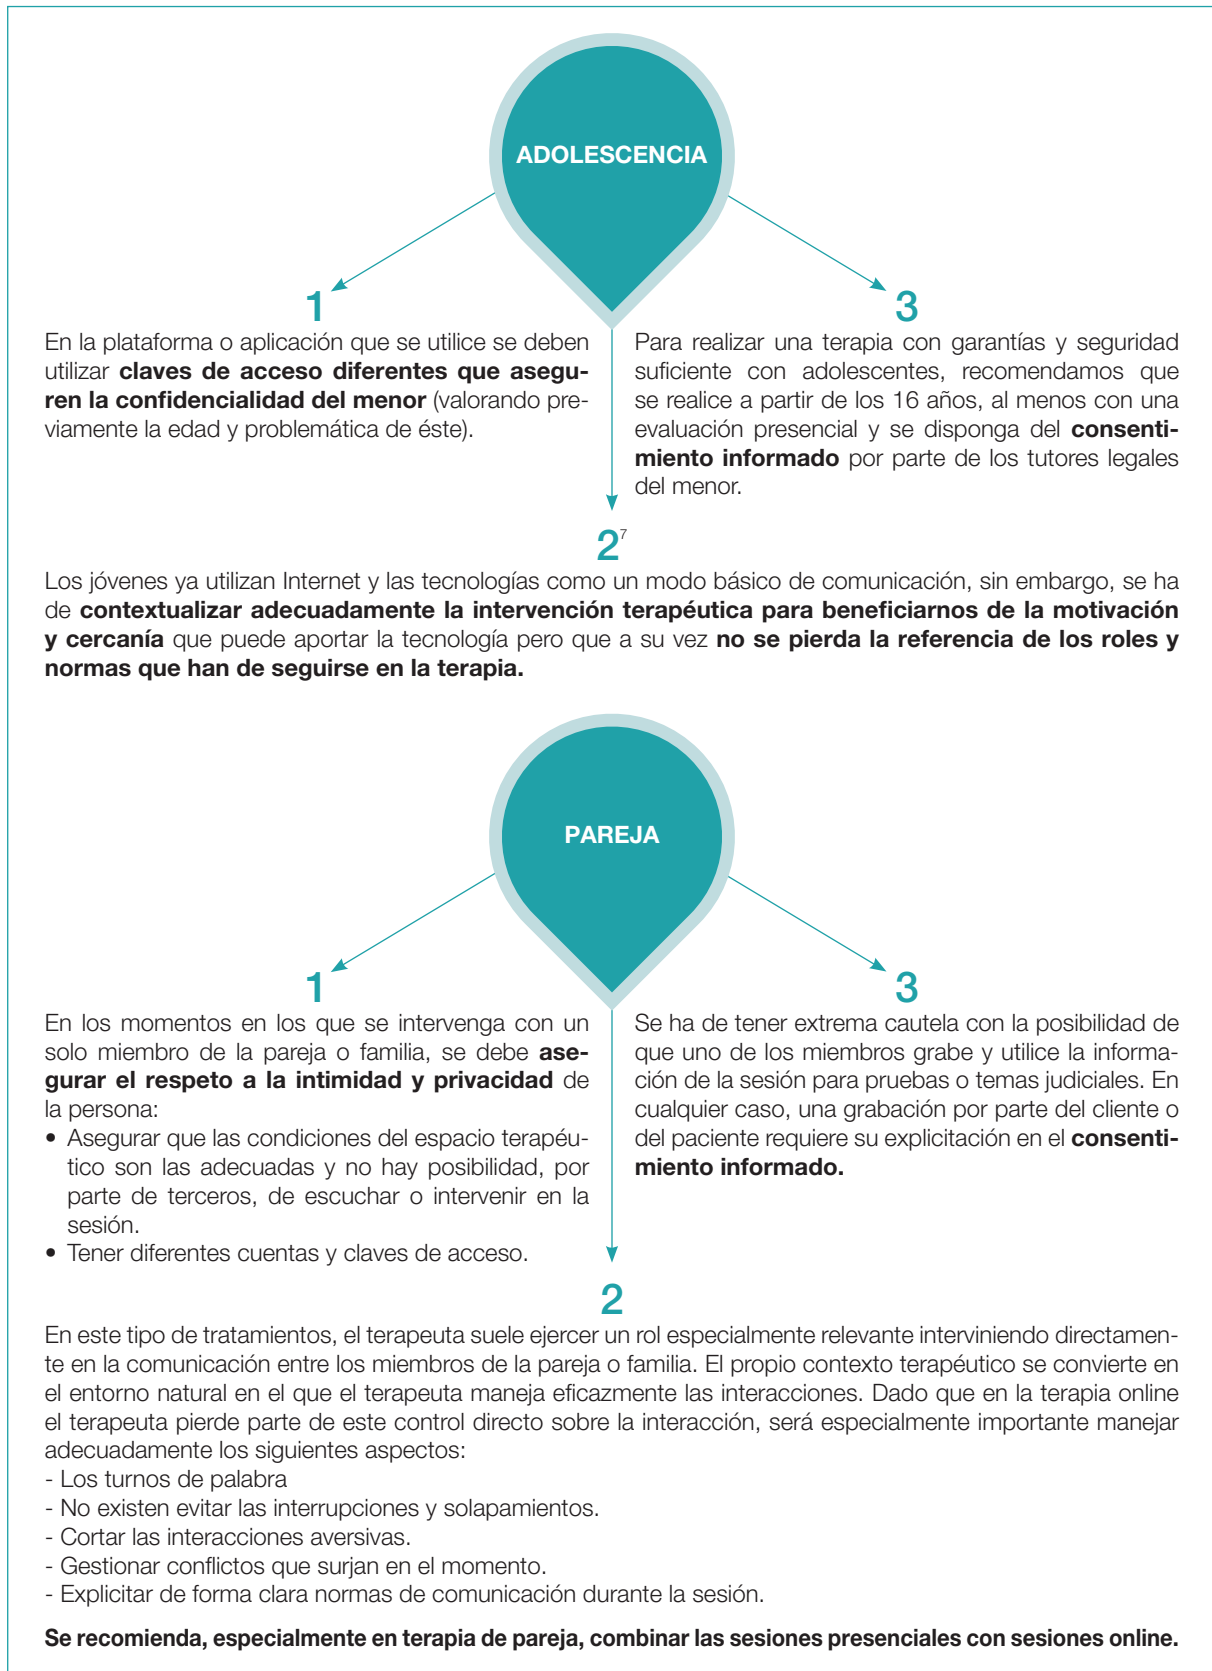 ADOLESCENCIA
1
En la plataforma o aplicación que se utilice se deben
utilizar claves de acceso diferentes que asegu-
ren la confidencialidad del menor (valorando pre-
viamente la edad y problemática de éste).
3
Para realizar una terapia con garantías y seguridad
suficiente con adolescentes, recomendamos que
se realice a partir de los 16 años, al menos con una
evaluación presencial y se disponga del consenti-
miento informado por parte de los tutores legales
del menor.
2⁷
Los jóvenes ya utilizan Internet y las tecnologías como un modo básico de comunicación, sin embargo, se ha
de contextualizar adecuadamente la intervención terapéutica para beneficiarnos de la motivación
y cercanía que puede aportar la tecnología pero que a su vez no se pierda la referencia de los roles y
normas que han de seguirse en la terapia.
PAREJA
1
En los momentos en los que se intervenga con un
solo miembro de la pareja o familia, se debe ase-
gurar el respeto a la intimidad y privacidad de
la persona:
• Asegurar que las condiciones del espacio terapéu-
tico son las adecuadas y no hay posibilidad, por
parte de terceros, de escuchar o intervenir en la
sesión.
• Tener diferentes cuentas y claves de acceso.
3
Se ha de tener extrema cautela con la posibilidad de
que uno de los miembros grabe y utilice la informa-
ción de la sesión para pruebas o temas judiciales. En
cualquier caso, una grabación por parte del cliente o
del paciente requiere su explicitación en el consenti-
miento informado.
2
En este tipo de tratamientos, el terapeuta suele ejercer un rol especialmente relevante interviniendo directamen-
te en la comunicación entre los miembros de la pareja o familia. El propio contexto terapéutico se convierte en
el entorno natural en el que el terapeuta maneja eficazmente las interacciones. Dado que en la terapia online
el terapeuta pierde parte de este control directo sobre la interacción, será especialmente importante manejar
adecuadamente los siguientes aspectos:
- Los turnos de palabra
- No existen evitar las interrupciones y solapamientos.
- Cortar las interacciones aversivas.
- Gestionar conflictos que surjan en el momento.
- Explicitar de forma clara normas de comunicación durante la sesión.
Se recomienda, especialmente en terapia de pareja, combinar las sesiones presenciales con sesiones online.